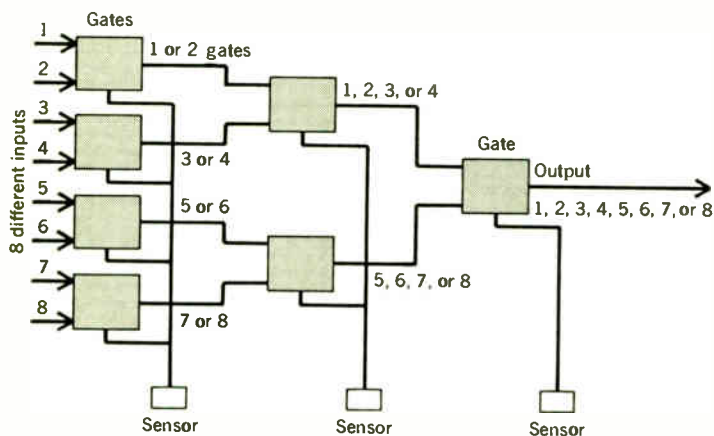 Gates
1
1 or 2 gates
2
1, 2, 3, or 4
3
3 or 4
4
Gate
Output
1, 2, 3, 4, 5, 6, 7, or 8
8 different inputs
5
5 or 6
6
5, 6, 7, or 8
7
7 or 8
8
Sensor
Sensor
Sensor